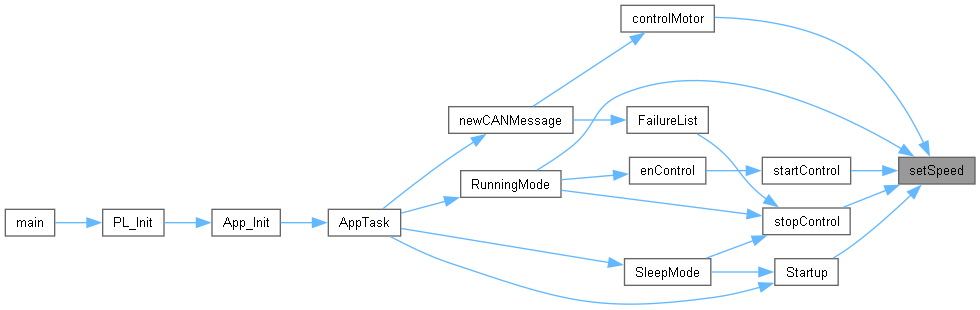 controlMotor
newCANMessage
FailureList
enControl
startControl
setSpeed
RunningMode
main
PL_Init
App_Init
AppTask
stopControl
SleepMode
Startup